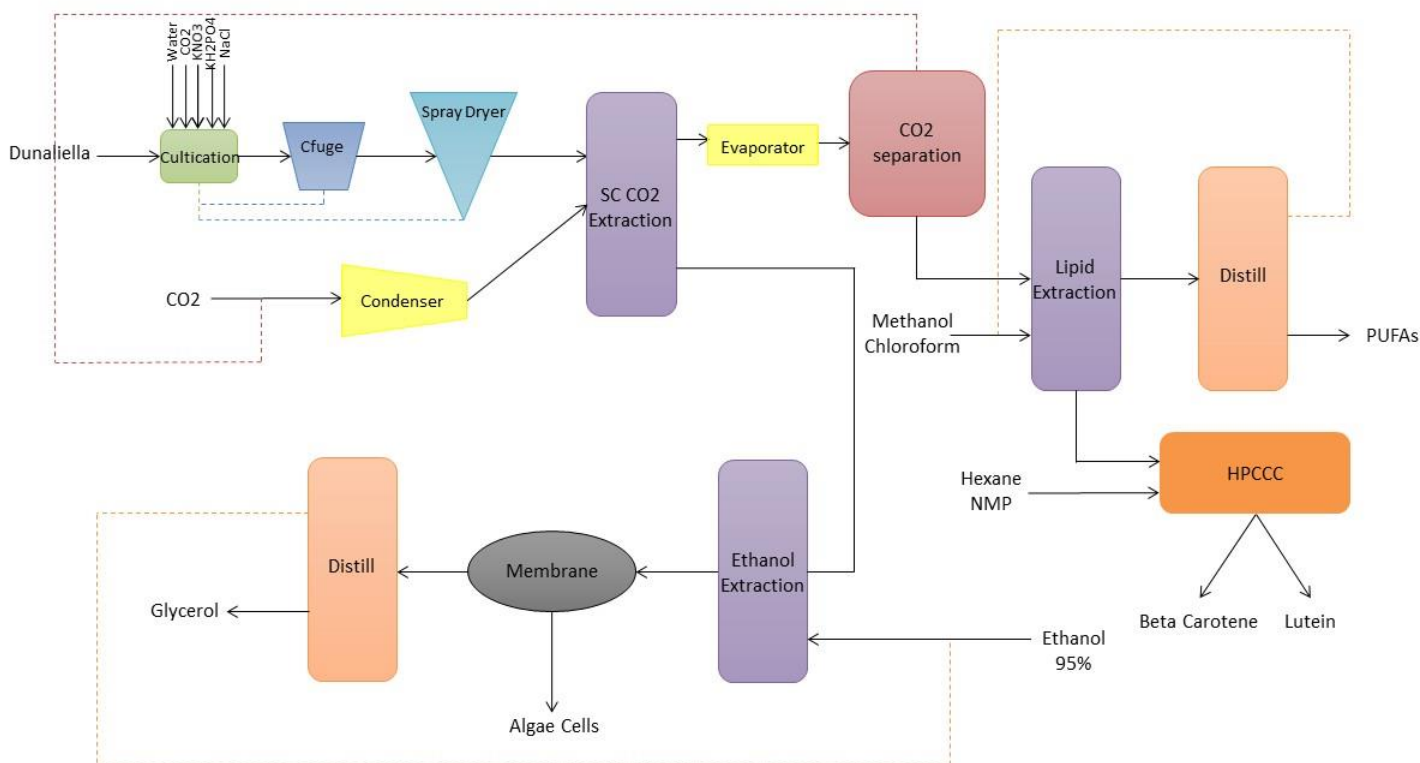 Water
CO2
KNO3
KH2PO4
NaCl
Dunaliella
Cultication
Cfuge
Spray Dryer
SC CO2
Extraction
Evaporator
CO2
separation
CO2
Condenser
Methanol
Chloroform
Lipid
Extraction
Distill
PUFAs
Hexane
NMP
HPCCC
Beta Carotene
Lutein
Ethanol
95%
Ethanol
Extraction
Membrane
Algae Cells
Distill
Glycerol